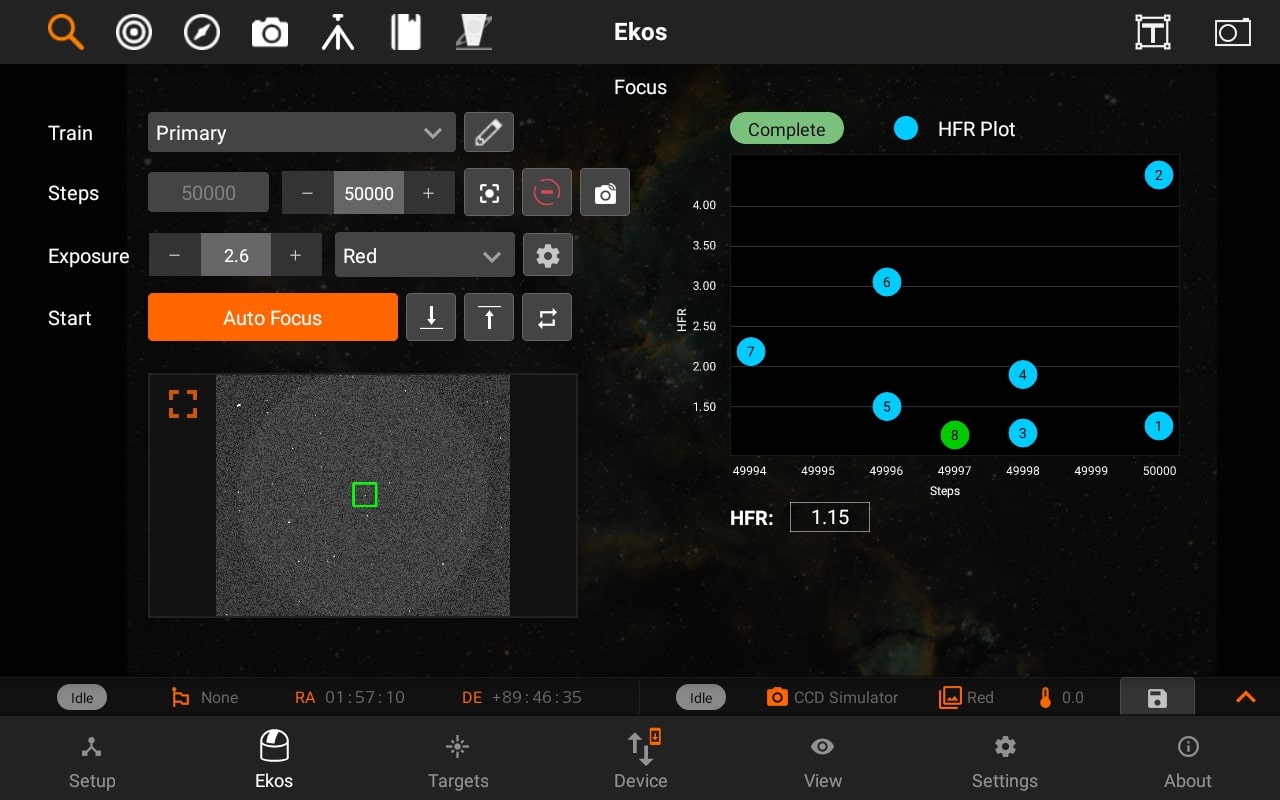 Ekos
Focus
Train
Primary
Steps
50000
− 50000 +
Exposure
− 2.6 +
Red
Start
Auto Focus
Complete
HFR Plot
HFR
4.00
3.50
3.00
2.50
2.00
1.50
2
6
7
4
5
8
3
1
49994 49995 49996 49997 49998 49999 50000
Steps
HFR: 1.15
Idle None RA 01:57:10 DE +89:46:35 Idle CCD Simulator Red 0.0
Setup Ekos Targets Device View Settings About